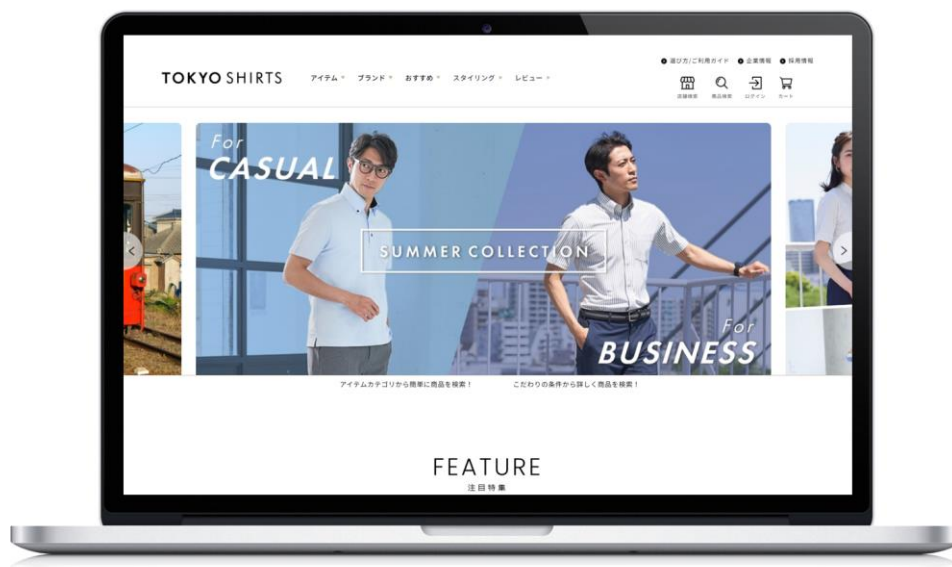 選び方/ご利用ガイド 企業情報 採用情報
TOKYO SHIRTS アイテム ブランド おすすめ スタイリング レビュー
店舗検索 商品検索 ログイン カート
For
CASUAL
SUMMER COLLECTION
For
BUSINESS
アイテムカテゴリから簡単に商品を検索！ こだわりの条件から詳しく商品を検索！
FEATURE
注目特集